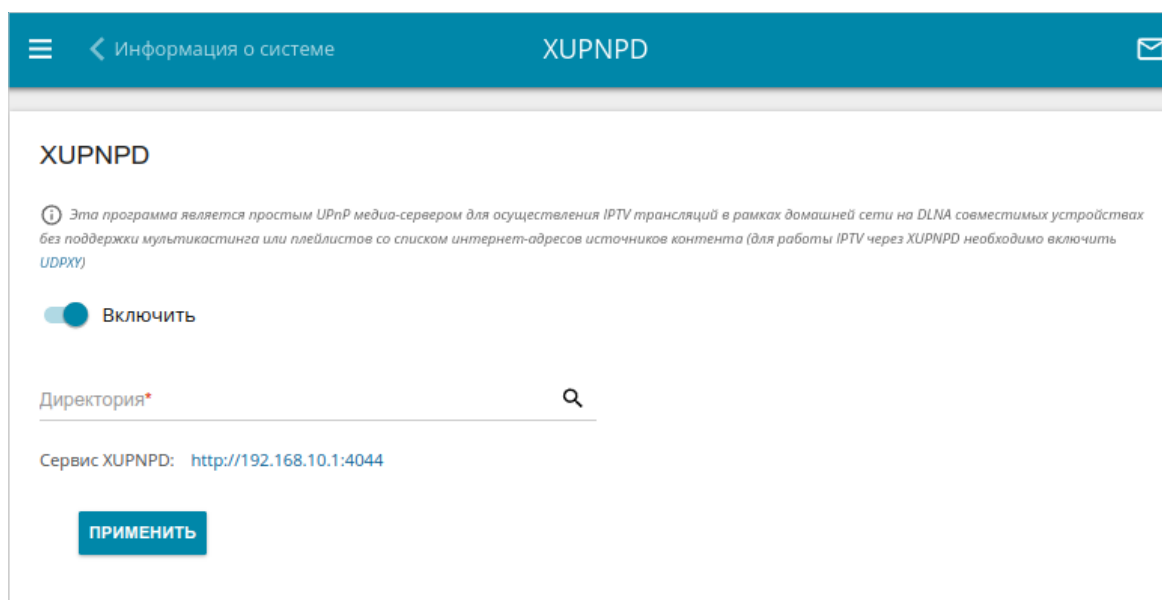 Информация о системе
XUPNPD
XUPNPD
Эта программа является простым UPnP медиа-сервером для осуществления IPTV трансляций в рамках домашней сети на DLNA совместимых устройствах
без поддержки мультикастинга или плейлистов со списком интернет-адресов источников контента (для работы IPTV через XUPNPD необходимо включить
UDPXY)
Включить
Директория*
Сервис XUPNPD: http://192.168.10.1:4044
ПРИМЕНИТЬ